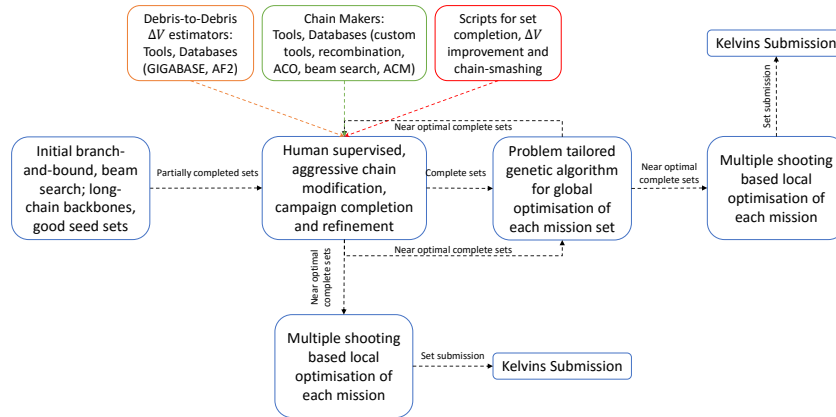 Debris-to-Debris
ΔV estimators:
Tools, Databases
(GIGABASE, AF2)
Chain Makers:
Tools, Databases (custom
tools, recombination,
ACO, beam search, ACM)
Scripts for set
completion, ΔV
improvement and
chain-smashing
Kelvins Submission
Set submission
Near optimal complete sets
Initial branch-
and-bound, beam
search; long-
chain backbones,
good seed sets
Partially completed sets
Human supervised,
aggressive chain
modification,
campaign completion
and refinement
Complete sets
Problem tailored
genetic algorithm
for global
optimisation of
each mission set
Near optimal
complete sets
Multiple shooting
based local
optimisation of
each mission
Near optimal complete sets
Near optimal
complete sets
Multiple shooting
based local
optimisation of
each mission
Set submission
Kelvins Submission